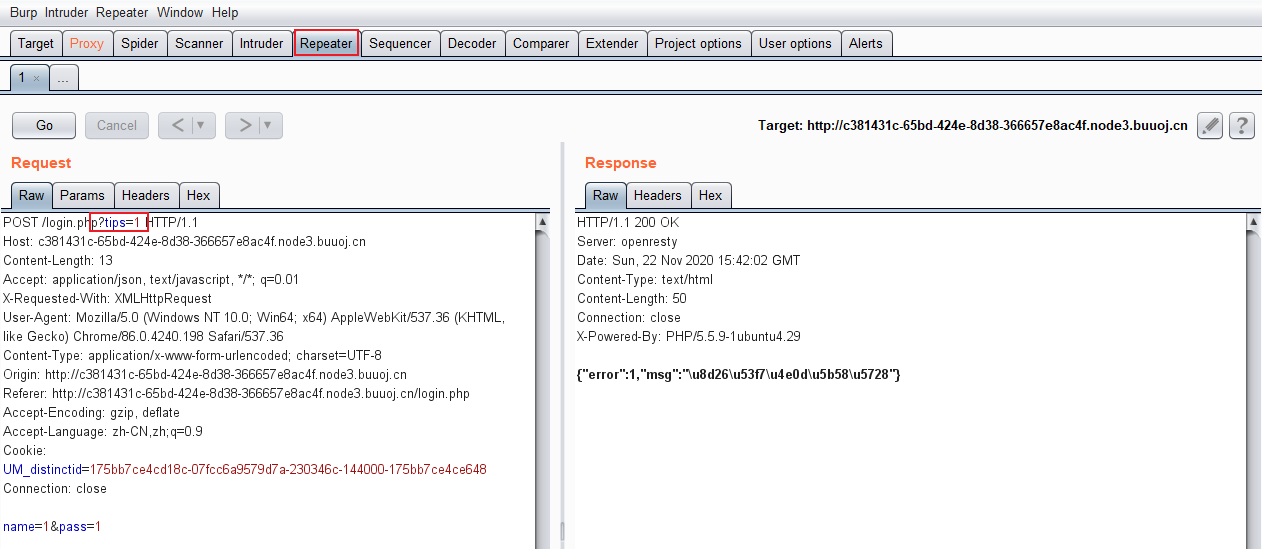 Burp Intruder Repeater Window Help
Target Proxy Spider Scanner Intruder Repeater Sequencer Decoder Comparer Extender Project options User options Alerts
1 × ...
Go Cancel < ▼ > ▼ Target: http://c381431c-65bd-424e-8d38-366657e8ac4f.node3.buuoj.cn ?
Request
Raw Params Headers Hex
POST /login.php?tips=1 HTTP/1.1
Host: c381431c-65bd-424e-8d38-366657e8ac4f.node3.buuoj.cn
Content-Length: 13
Accept: application/json, text/javascript, */*; q=0.01
X-Requested-With: XMLHttpRequest
User-Agent: Mozilla/5.0 (Windows NT 10.0; Win64; x64) AppleWebKit/537.36 (KHTML,
like Gecko) Chrome/86.0.4240.198 Safari/537.36
Content-Type: application/x-www-form-urlencoded; charset=UTF-8
Origin: http://c381431c-65bd-424e-8d38-366657e8ac4f.node3.buuoj.cn
Referer: http://c381431c-65bd-424e-8d38-366657e8ac4f.node3.buuoj.cn/login.php
Accept-Encoding: gzip, deflate
Accept-Language: zh-CN,zh;q=0.9
Cookie:
UM_distinctid=175bb7ce4cd18c-07fcc6a9579d7a-230346c-144000-175bb7ce4ce648
Connection: close
name=1&pass=1
Response
Raw Headers Hex
HTTP/1.1 200 OK
Server: openresty
Date: Sun, 22 Nov 2020 15:42:02 GMT
Content-Type: text/html
Content-Length: 50
Connection: close
X-Powered-By: PHP/5.5.9-1ubuntu4.29
{"error":1,"msg":"\u8d26\u53f7\u4e0d\u5b58\u5728"}